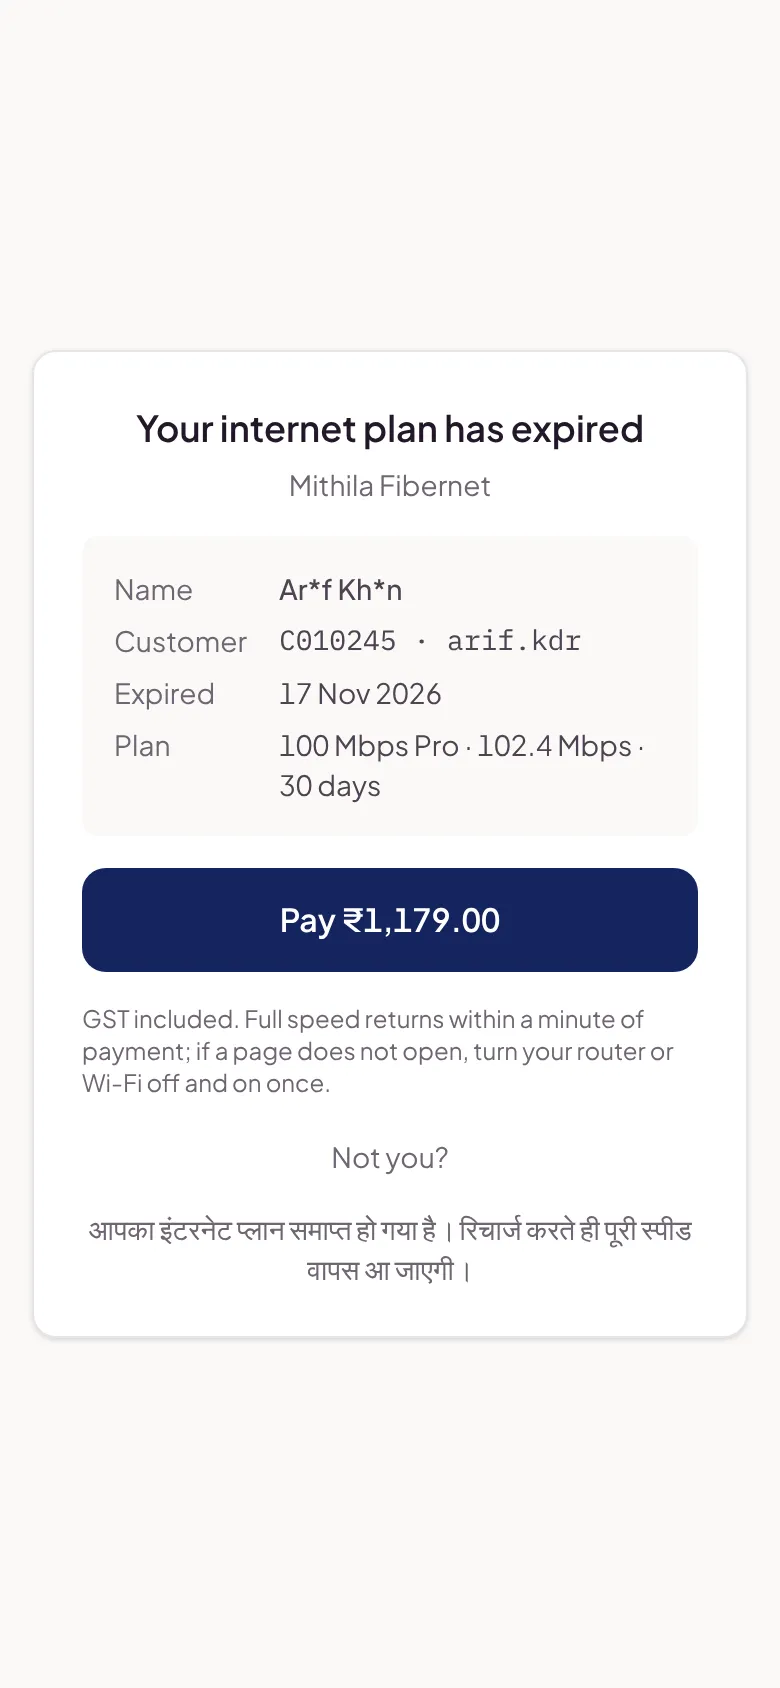 Your internet plan has expired
Mithila Fibernet
Name Ar*f Kh*n
Customer C010245 · arif.kdr
Expired 17 Nov 2026
Plan 100 Mbps Pro · 102.4 Mbps ·
30 days
Pay ₹1,179.00
GST included. Full speed returns within a minute of
payment; if a page does not open, turn your router or
Wi-Fi off and on once.
Not you?
आपका इंटरनेट प्लान समाप्त हो गया है। रिचार्ज करते ही पूरी स्पीड
वापस आ जाएगी।